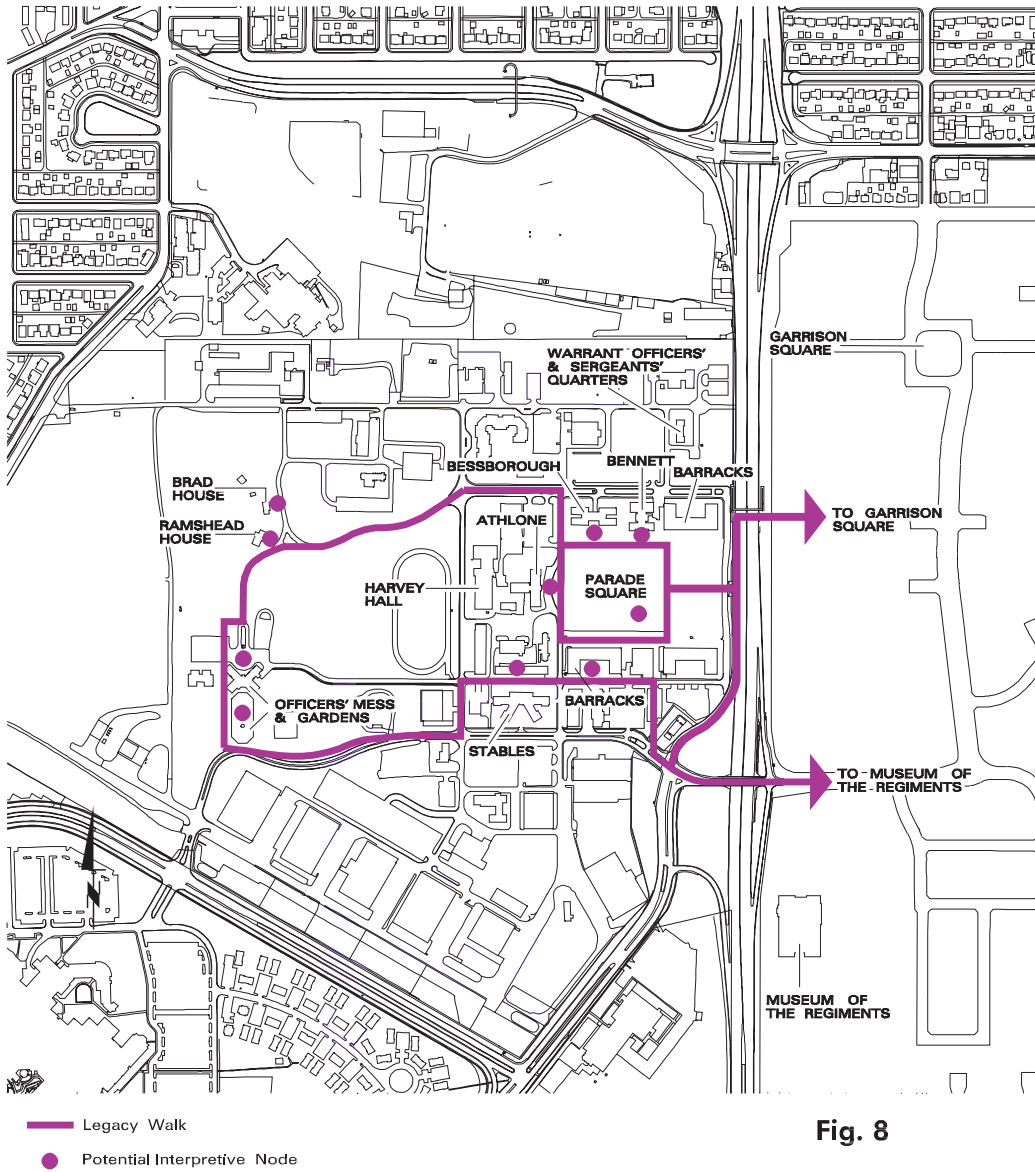 GARRISON
SQUARE
WARRANT OFFICERS'
& SERGEANTS'
QUARTERS
BESSBOROUGH
BENNETT
BARRACKS
BRAD
HOUSE
RAMSHEAD
HOUSE
ATHLONE
TO GARRISON
SQUARE
HARVEY
HALL
PARADE
SQUARE
OFFICERS' MESS
& GARDENS
BARRACKS
STABLES
TO MUSEUM OF
THE REGIMENTS
N
MUSEUM OF
THE REGIMENTS
Legacy Walk
Potential Interpretive Node
Fig. 8